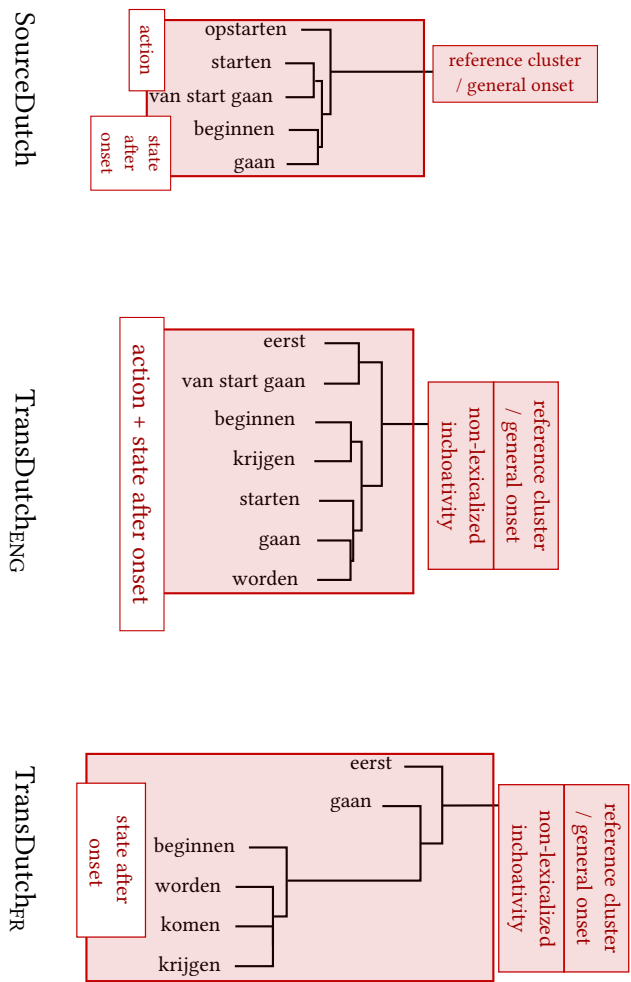 SourceDutch
opstarten
starten
van start gaan
beginnen
gaan
action
state
after
onset
reference cluster
/ general onset
TransDutchENG
eerst
van start gaan
beginnen
krijgen
starten
gaan
worden
action + state after onset
reference cluster
/ general onset
non-lexicalized
inchoativity
TransDutchFR
eerst
gaan
beginnen
worden
komen
krijgen
state after
onset
reference cluster
/ general onset
non-lexicalized
inchoativity